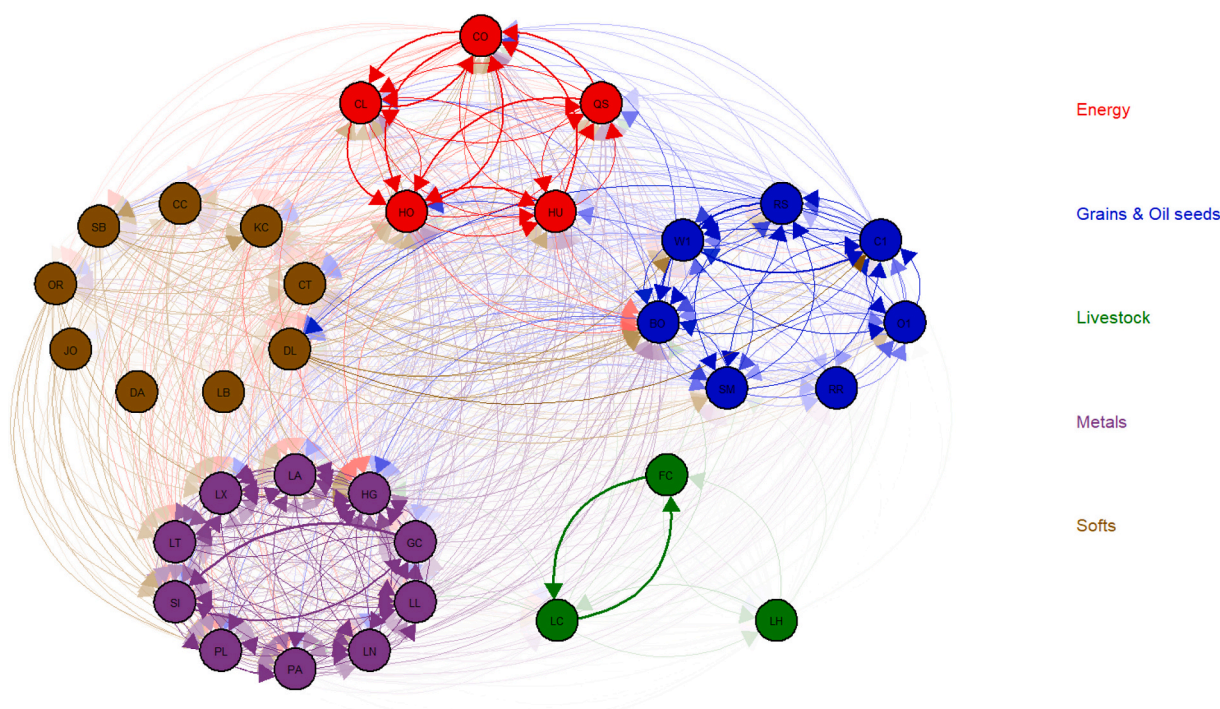 CO
CL
QS
Energy
HO
HU
CC
SB
KC
RS
Grains & Oil seeds
W1
C1
OR
CT
BO
O1
Livestock
JO
DL
DA
LB
SM
RR
Metals
LA
FC
LX
HG
LT
GC
Softs
SI
LL
LC
LH
PL
LN
PA